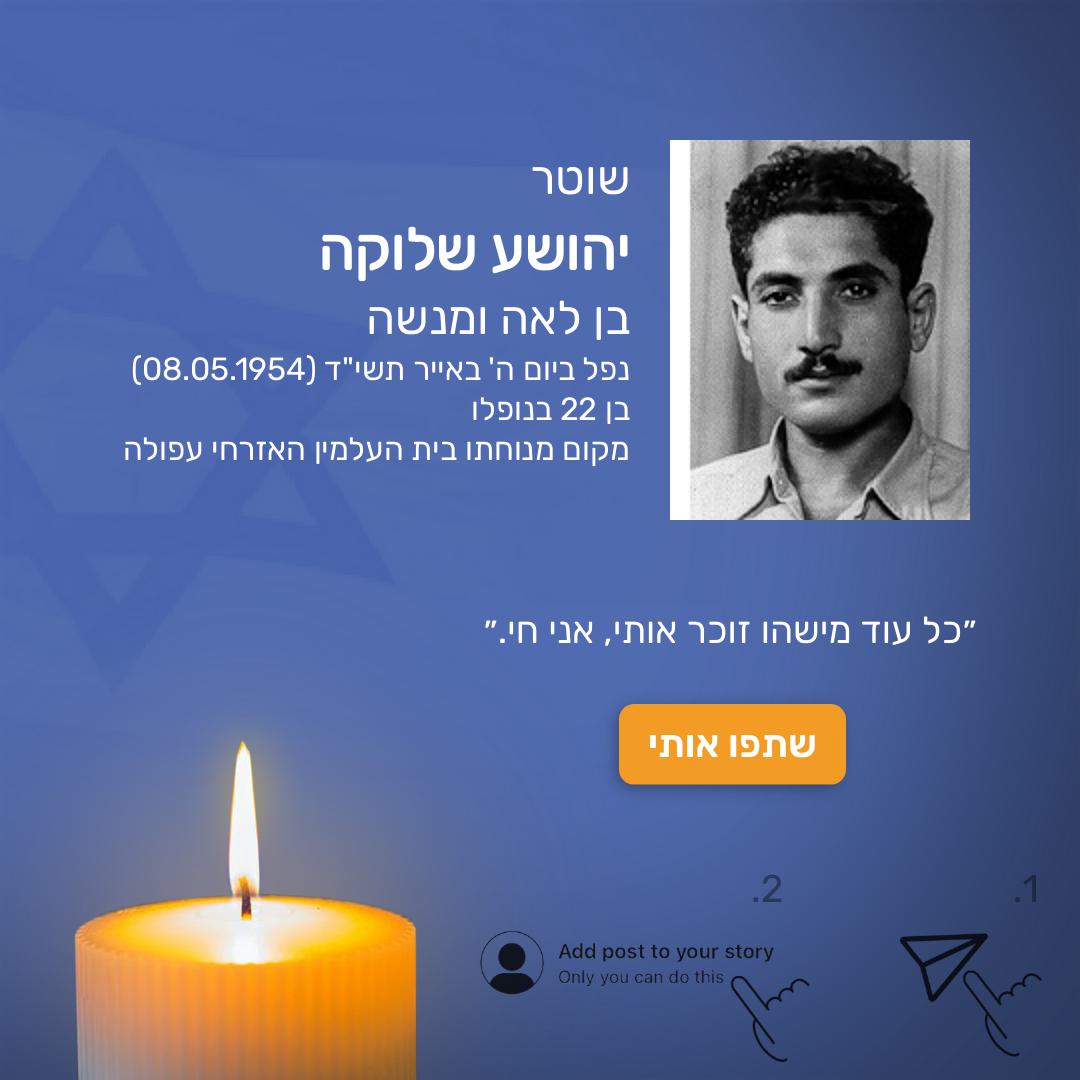 שוטר
יהושע שלוקה
בן לאה ומנשה
נפל ביום ה' באייר תשי"ד (08.05.1954)
בן 22 בנופלו
מקום מנוחתו בית העלמין האזרחי עפולה
״כל עוד מישהו זוכר אותי, אני חי.״
שתפו אותי
1.
2.
Add post to your story
Only you can do this